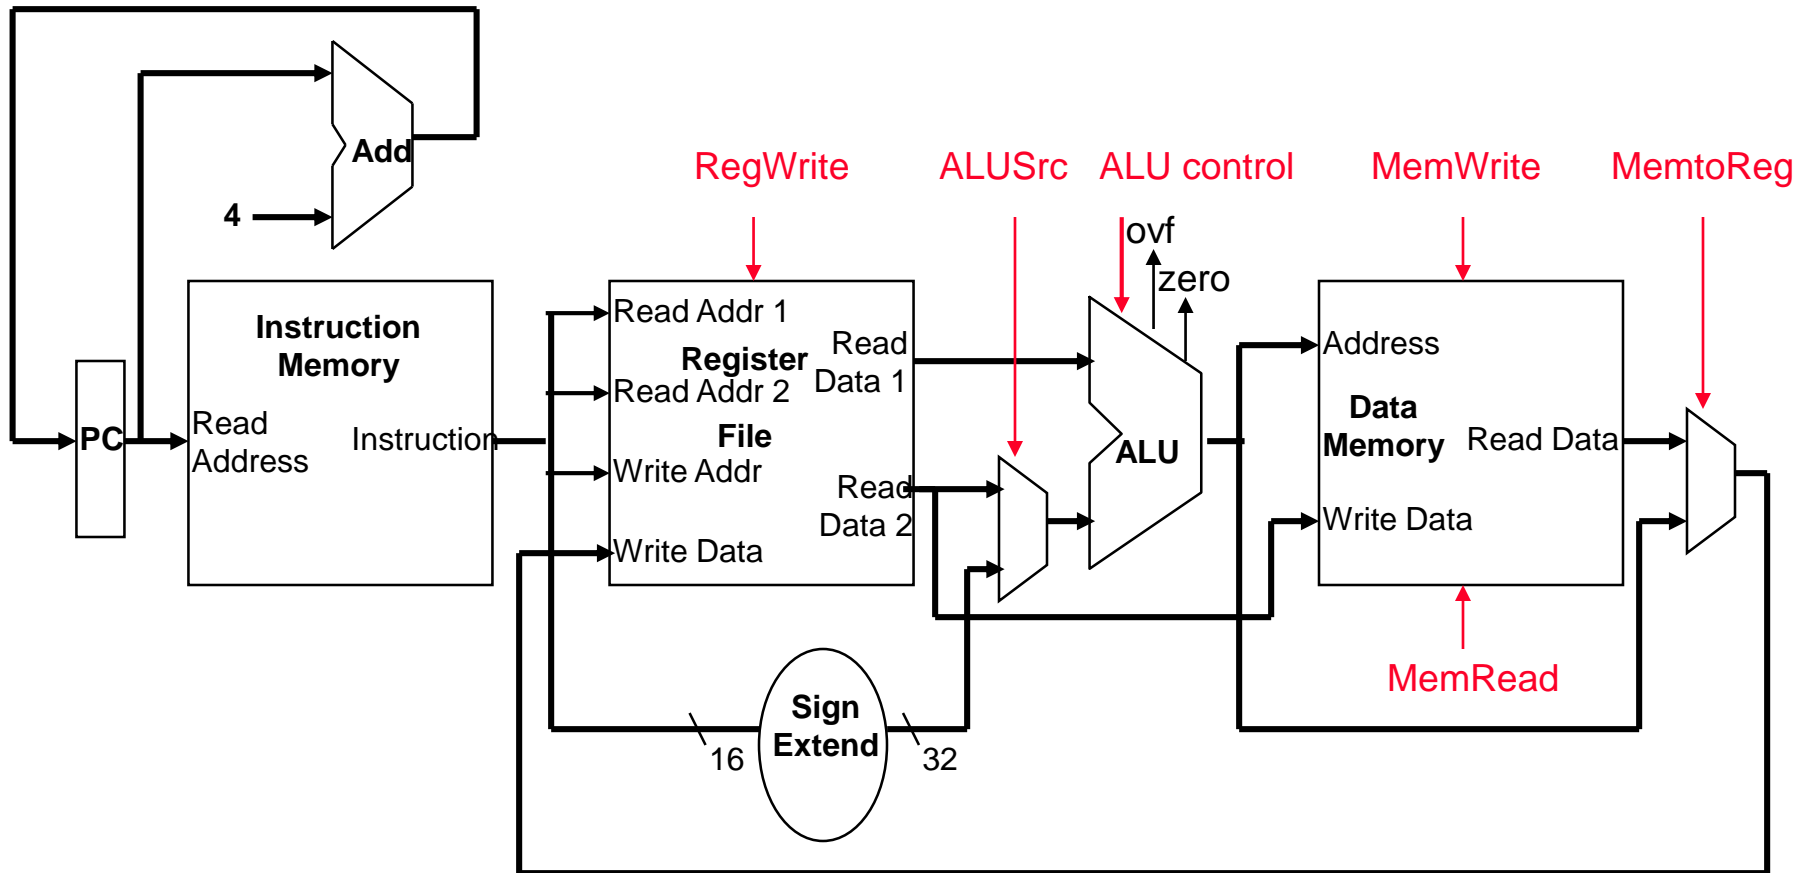 Add
4
RegWrite
ALUSrc
ALU control
MemWrite
MemtoReg
ovf
zero
PC
Instruction
Memory
Read
Address
Instruction
Read Addr 1
Register
Read Addr 2
File
Write Addr
Write Data
Read
Data 1
Read
Data 2
ALU
Address
Data
Memory
Read Data
Write Data
MemRead
Sign
Extend
16
32